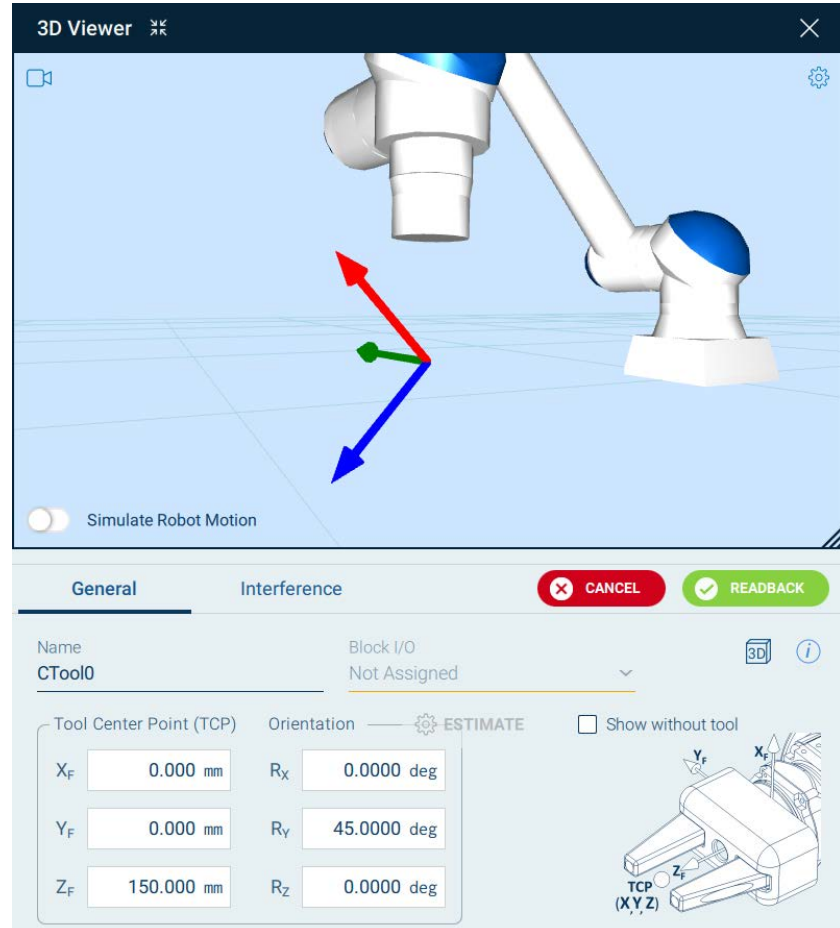 3D Viewer
Simulate Robot Motion
General Interference CANCEL READBACK
Name Block I/O
CTool0 Not Assigned 3D i
Tool Center Point (TCP) Orientation ESTIMATE Show without tool
XF 0.000 mm RX 0.0000 deg
YF 0.000 mm RY 45.0000 deg
ZF 150.000 mm RZ 0.0000 deg
YF XF
ZF
TCP
(X,Y,Z)